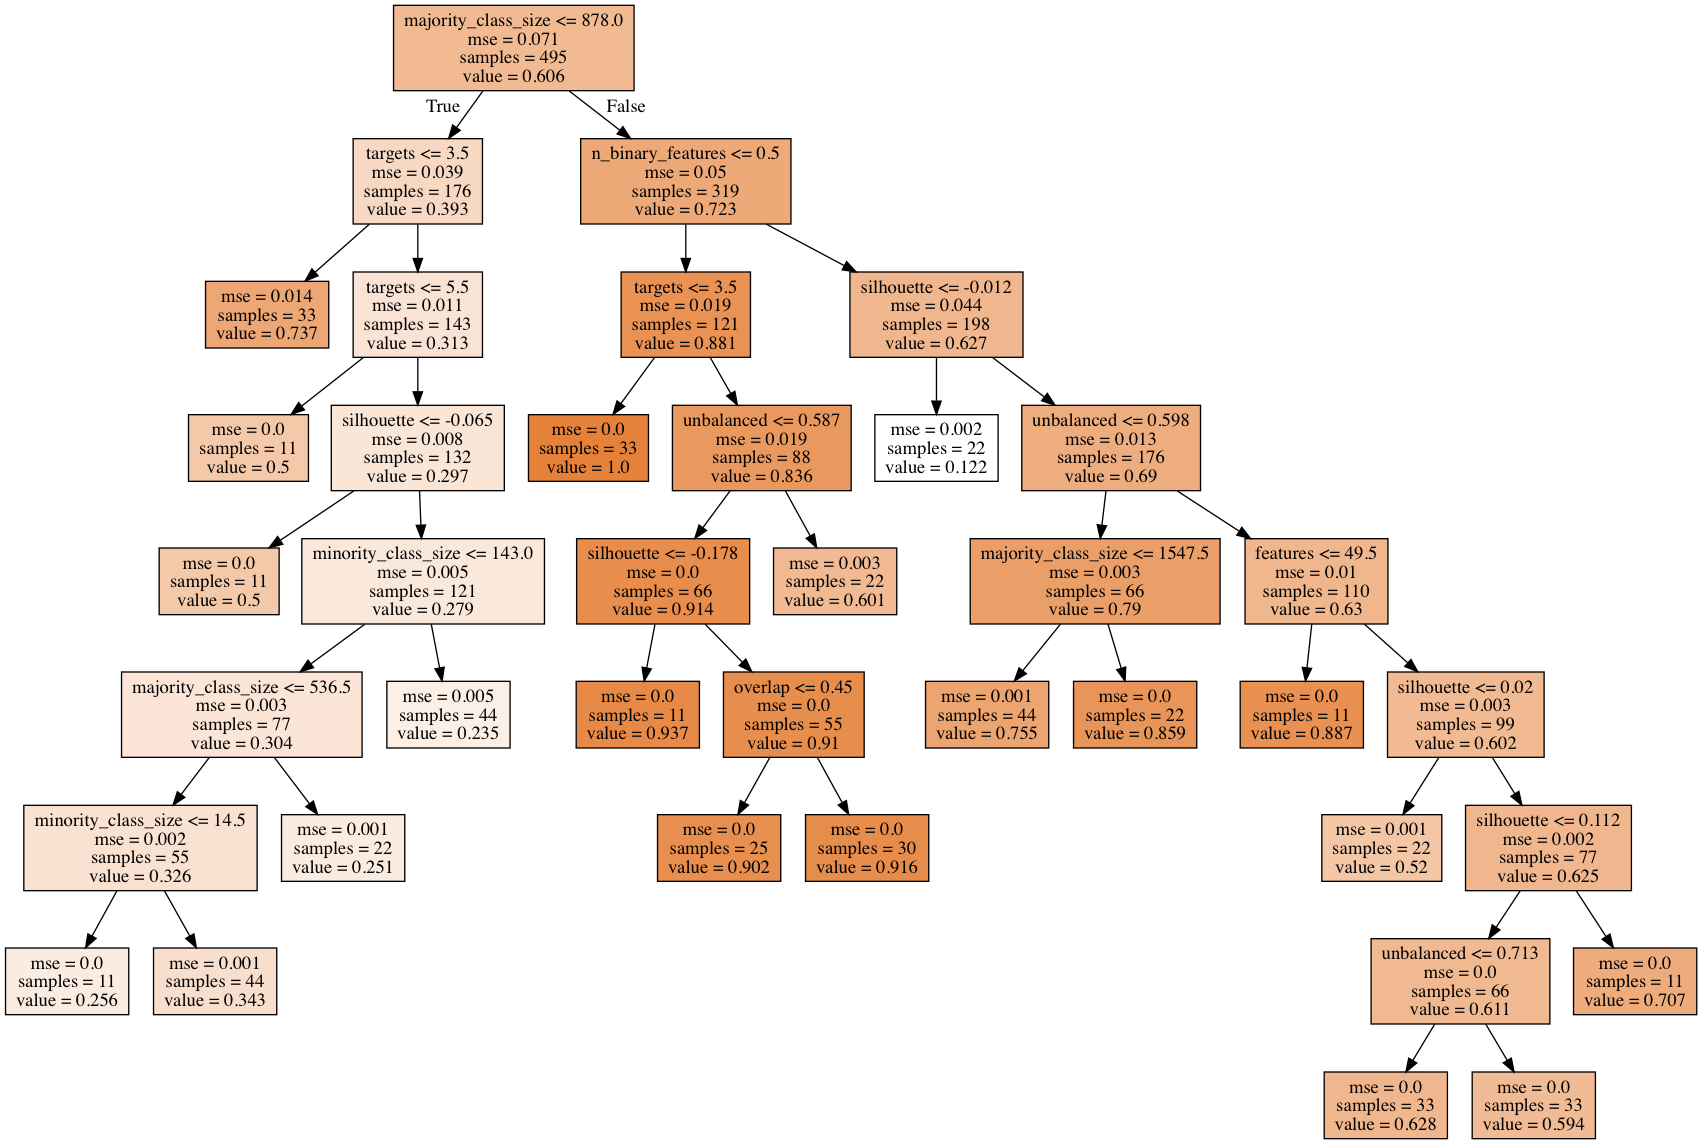 majority_class_size <= 878.0
mse = 0.071
samples = 495
value = 0.606
True
False
targets <= 3.5
mse = 0.039
samples = 176
value = 0.393
n_binary_features <= 0.5
mse = 0.05
samples = 319
value = 0.723
mse = 0.014
samples = 33
value = 0.737
targets <= 5.5
mse = 0.011
samples = 143
value = 0.313
targets <= 3.5
mse = 0.019
samples = 121
value = 0.881
silhouette <= -0.012
mse = 0.044
samples = 198
value = 0.627
mse = 0.0
samples = 11
value = 0.5
silhouette <= -0.065
mse = 0.008
samples = 132
value = 0.297
mse = 0.0
samples = 33
value = 1.0
unbalanced <= 0.587
mse = 0.019
samples = 88
value = 0.836
mse = 0.002
samples = 22
value = 0.122
unbalanced <= 0.598
mse = 0.013
samples = 176
value = 0.69
mse = 0.0
samples = 11
value = 0.5
minority_class_size <= 143.0
mse = 0.005
samples = 121
value = 0.279
silhouette <= -0.178
mse = 0.0
samples = 66
value = 0.914
mse = 0.003
samples = 22
value = 0.601
majority_class_size <= 1547.5
mse = 0.003
samples = 66
value = 0.79
features <= 49.5
mse = 0.01
samples = 110
value = 0.63
majority_class_size <= 536.5
mse = 0.003
samples = 77
value = 0.304
mse = 0.005
samples = 44
value = 0.235
mse = 0.0
samples = 11
value = 0.937
overlap <= 0.45
mse = 0.0
samples = 55
value = 0.91
mse = 0.001
samples = 44
value = 0.755
mse = 0.0
samples = 22
value = 0.859
mse = 0.0
samples = 11
value = 0.887
silhouette <= 0.02
mse = 0.003
samples = 99
value = 0.602
minority_class_size <= 14.5
mse = 0.002
samples = 55
value = 0.326
mse = 0.001
samples = 22
value = 0.251
mse = 0.0
samples = 25
value = 0.902
mse = 0.0
samples = 30
value = 0.916
mse = 0.001
samples = 22
value = 0.52
silhouette <= 0.112
mse = 0.002
samples = 77
value = 0.625
mse = 0.0
samples = 11
value = 0.256
mse = 0.001
samples = 44
value = 0.343
unbalanced <= 0.713
mse = 0.0
samples = 66
value = 0.611
mse = 0.0
samples = 11
value = 0.707
mse = 0.0
samples = 33
value = 0.628
mse = 0.0
samples = 33
value = 0.594